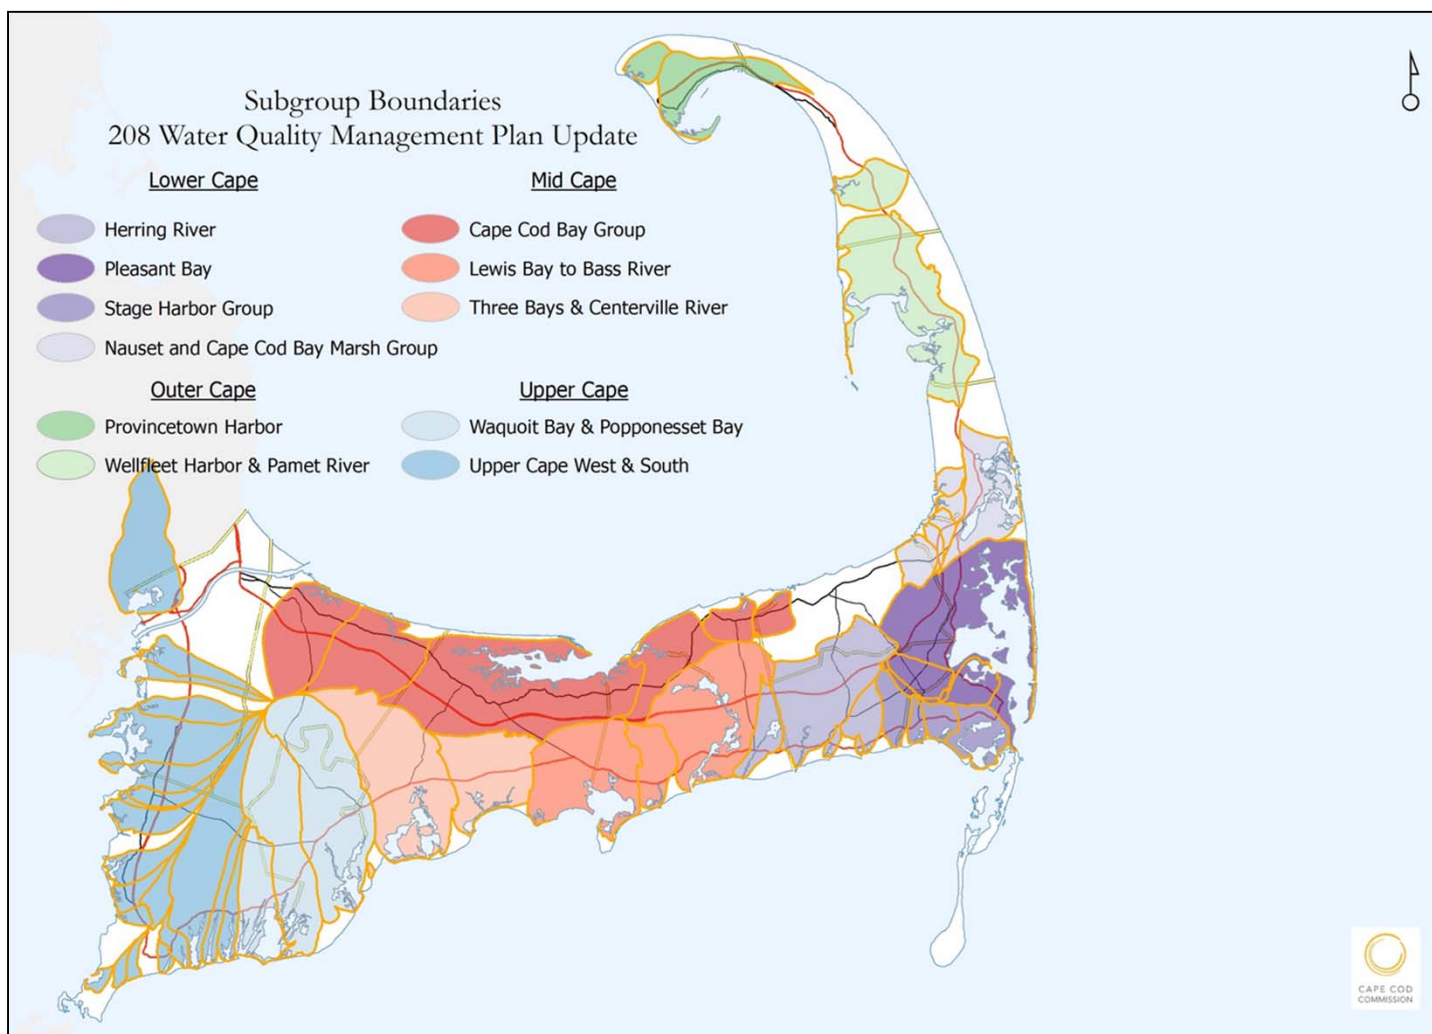 Subgroup Boundaries
208 Water Quality Management Plan Update
Lower Cape
Herring River
Pleasant Bay
Stage Harbor Group
Nauset and Cape Cod Bay Marsh Group
Mid Cape
Cape Cod Bay Group
Lewis Bay to Bass River
Three Bays & Centerville River
Outer Cape
Provincetown Harbor
Wellfleet Harbor & Pamet River
Upper Cape
Waquoit Bay & Popponesset Bay
Upper Cape West & South
CAPE COD
COMMISSION